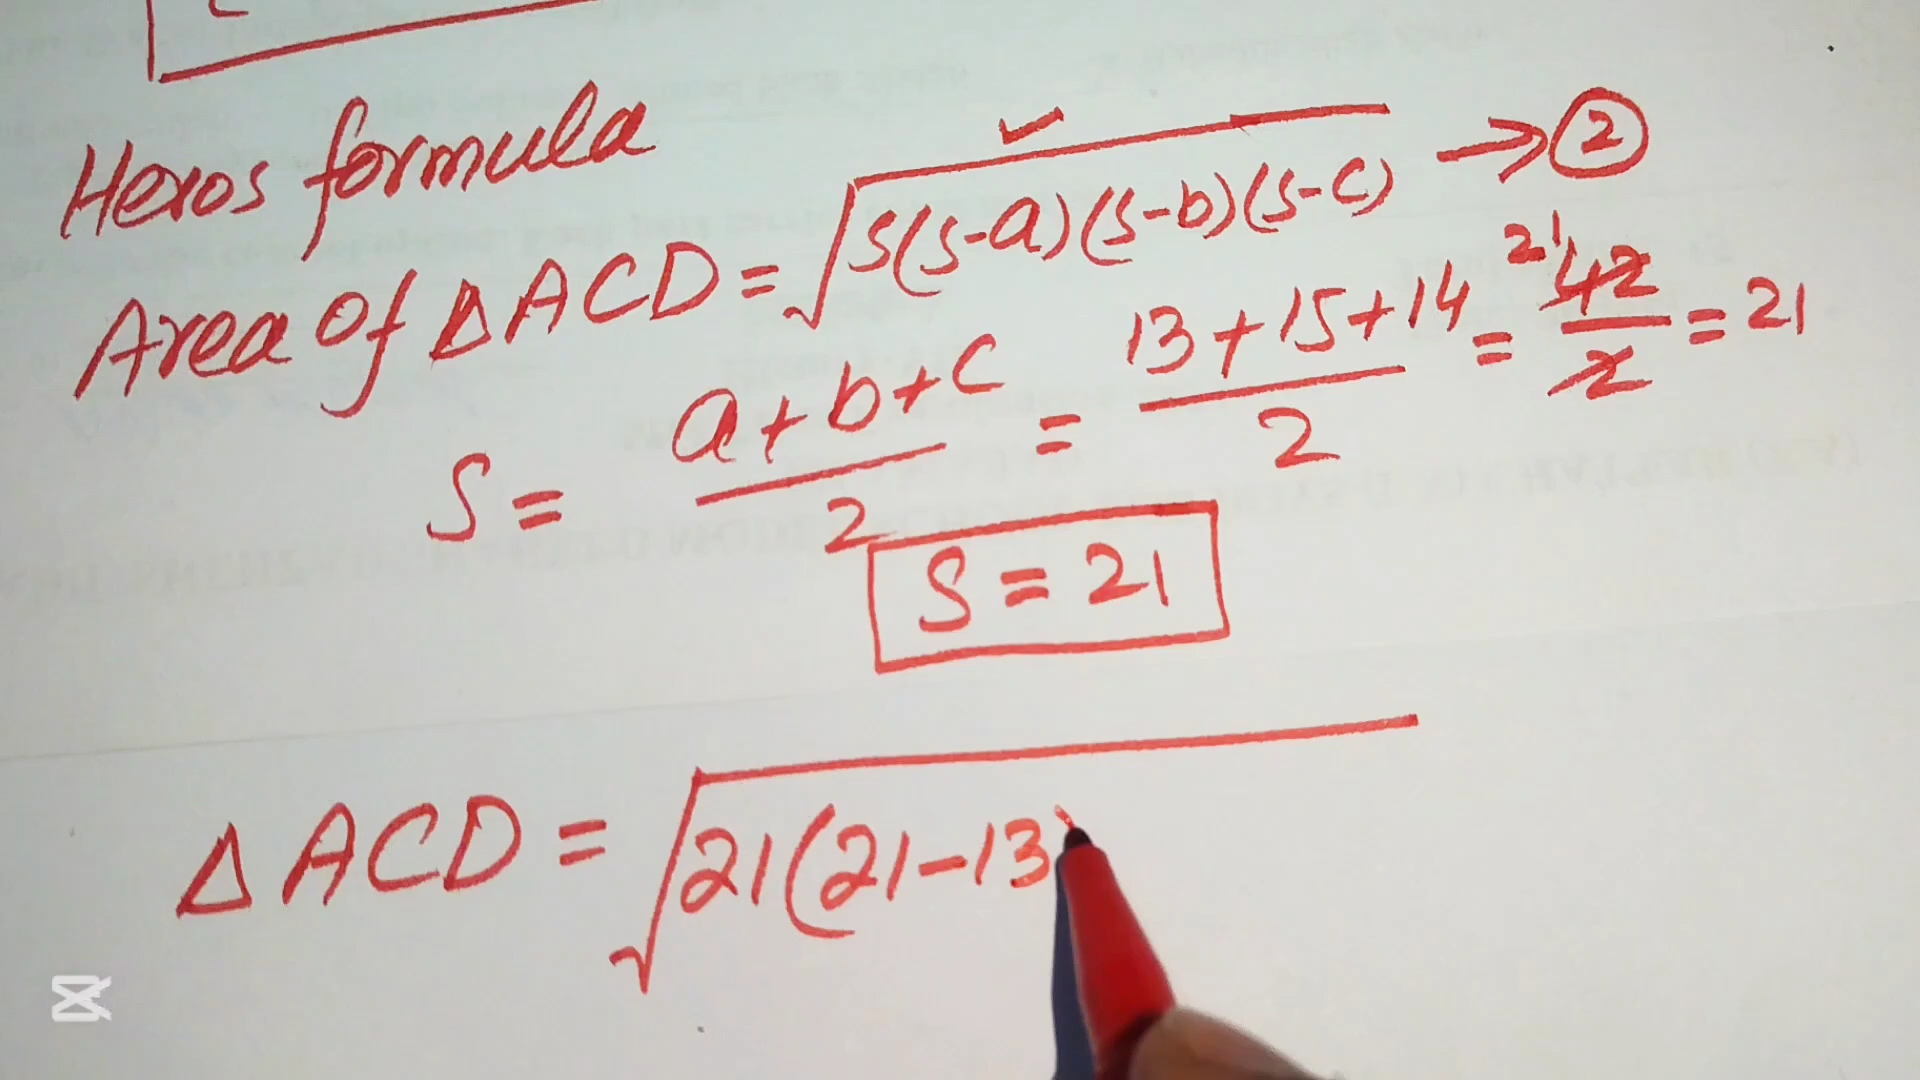 Heros formula
Area of ΔACD = √s(s-a)(s-b)(s-c) → ②
S = a+b+c/2 = 13+15+14/2 = 42/2 = 21
21
S = 21
Δ ACD = √21(21-13)